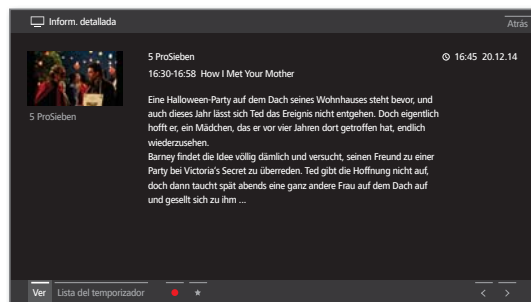 Inform. detallada
Atrás
5 ProSieben
16:45 20.12.14
16:30-16:58 How I Met Your Mother
5 ProSieben
Eine Halloween-Party auf dem Dach seines Wohnhauses steht bevor, und
auch dieses Jahr lässt sich Ted das Ereignis nicht entgehen. Doch eigentlich
hofft er, ein Mädchen, das er vor vier Jahren dort getroffen hat, endlich
wiederzusehen.
Barney findet die Idee völlig dämlich und versucht, seinen Freund zu einer
Party bei Victoria's Secret zu überreden. Ted gibt die Hoffnung nicht auf,
doch dann taucht spät abends eine ganz andere Frau auf dem Dach auf
und gesellt sich zu ihm ...
Ver Lista del temporizador